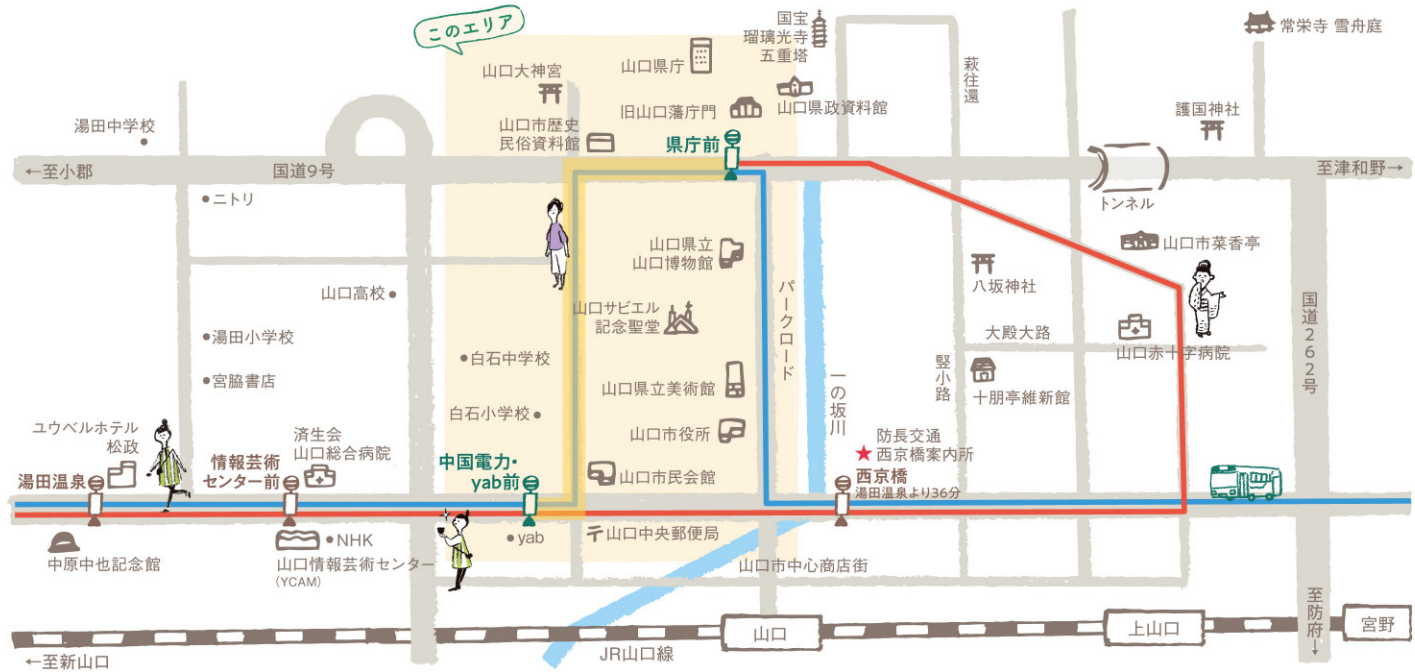 このエリア
国宝
瑠璃光寺
五重塔
常栄寺 雪舟庭
山口県庁
山口大神宮
萩往還
旧山口藩庁門
山口県政資料館
護国神社
湯田中学校
山口市歴史
民俗資料館
県庁前
←至小郡
国道9号
至津和野→
トンネル
ニトリ
山口県立
山口博物館
山口市菜香亭
八坂神社
パークロード
山口高校
山口サビエル
記念聖堂
国道262号
湯田小学校
大殿大路
山口赤十字病院
白石中学校
宮脇書店
山口県立美術館
一の坂川
竪小路
十朋亭維新館
白石小学校
ユウベルホテル
松政
済生会
山口総合病院
山口市役所
防長交通
★西京橋案内所
湯田温泉
情報芸術
センター前
中国電力・
yab前
山口市民会館
西京橋
湯田温泉より36分
中原中也記念館
NHK
山口情報芸術センター
(YCAM)
yab
〒山口中央郵便局
山口市中心商店街
至防府→
山口
上山口
宮野
←至新山口
JR山口線